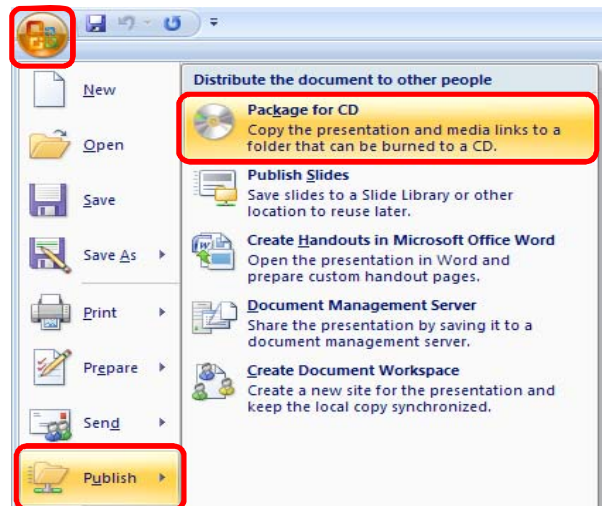 New
Open
Save
Save As
Print
Prepare
Send
Publish
Distribute the document to other people
Package for CD
Copy the presentation and media links to a
folder that can be burned to a CD.
Publish Slides
Save slides to a Slide Library or other
location to reuse later.
Create Handouts in Microsoft Office Word
Open the presentation in Word and
prepare custom handout pages.
Document Management Server
Share the presentation by saving it to a
document management server.
Create Document Workspace
Create a new site for the presentation and
keep the local copy synchronized.